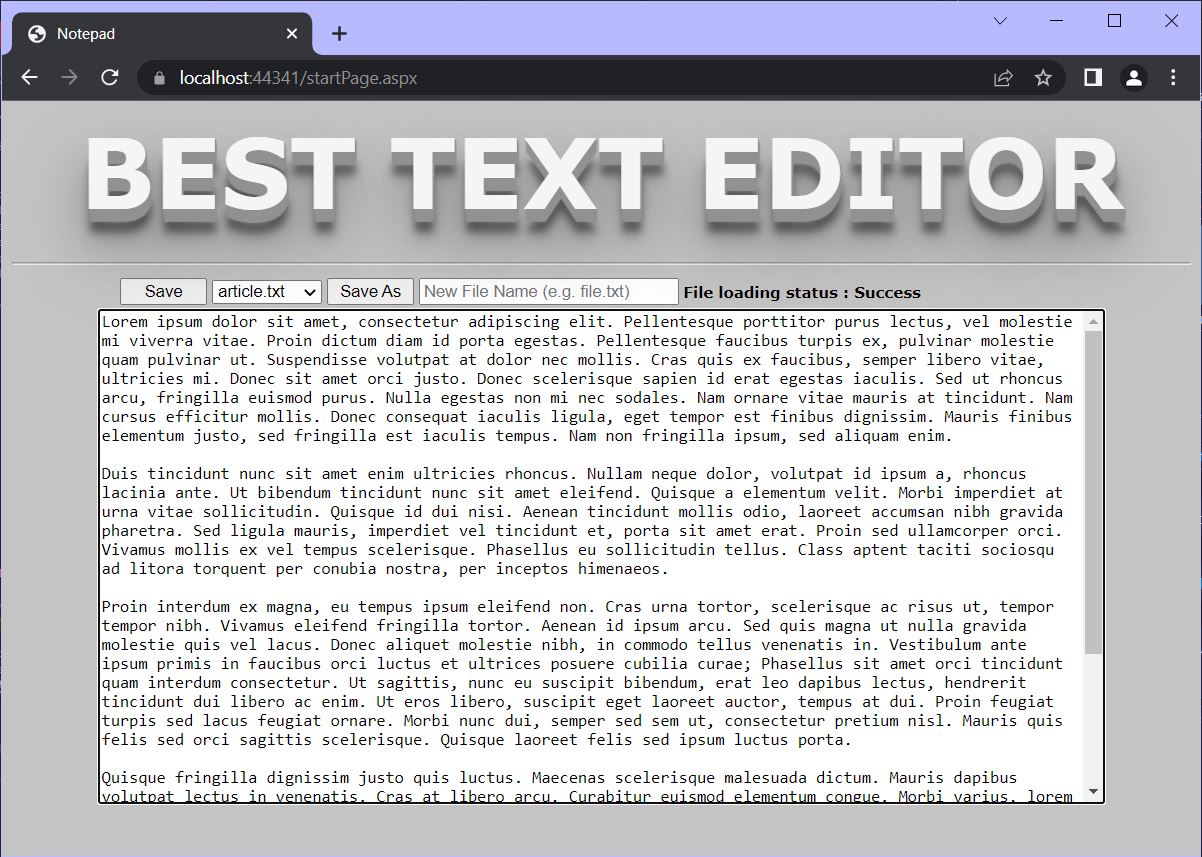 Notepad
localhost:44341/startPage.aspx
BEST TEXT EDITOR
Save article.txt Save As New File Name (e.g. file.txt) File loading status : Success
Lorem ipsum dolor sit amet, consectetur adipiscing elit. Pellentesque porttitor purus lectus, vel molestie
mi viverra vitae. Proin dictum diam id porta egestas. Pellentesque faucibus turpis ex, pulvinar molestie
quam pulvinar ut. Suspendisse volutpat at dolor nec mollis. Cras quis ex faucibus, semper libero vitae,
ultricies mi. Donec sit amet orci justo. Donec scelerisque sapien id erat egestas iaculis. Sed ut rhoncus
arcu, fringilla euismod purus. Nulla egestas non mi nec sodales. Nam ornare vitae mauris at tincidunt. Nam
cursus efficitur mollis. Donec consequat iaculis ligula, eget tempor est finibus dignissim. Mauris finibus
elementum justo, sed fringilla est iaculis tempus. Nam non fringilla ipsum, sed aliquam enim.
Duis tincidunt nunc sit amet enim ultricies rhoncus. Nullam neque dolor, volutpat id ipsum a, rhoncus
lacinia ante. Ut bibendum tincidunt nunc sit amet eleifend. Quisque a elementum velit. Morbi imperdiet at
urna vitae sollicitudin. Quisque id dui nisi. Aenean tincidunt mollis odio, laoreet accumsan nibh gravida
pharetra. Sed ligula mauris, imperdiet vel tincidunt et, porta sit amet erat. Proin sed ullamcorper orci.
Vivamus mollis ex vel tempus scelerisque. Phasellus eu sollicitudin tellus. Class aptent taciti sociosqu
ad litora torquent per conubia nostra, per inceptos himenaeos.
Proin interdum ex magna, eu tempus ipsum eleifend non. Cras urna tortor, scelerisque ac risus ut, tempor
tempor nibh. Vivamus eleifend fringilla tortor. Aenean id ipsum arcu. Sed quis magna ut nulla gravida
molestie quis vel lacus. Donec aliquet molestie nibh, in commodo tellus venenatis in. Vestibulum ante
ipsum primis in faucibus orci luctus et ultrices posuere cubilia curae; Phasellus sit amet orci tincidunt
quam interdum consectetur. Ut sagittis, nunc eu suscipit bibendum, erat leo dapibus lectus, hendrerit
tincidunt dui libero ac enim. Ut eros libero, suscipit eget laoreet auctor, tempus at dui. Proin feugiat
turpis sed lacus feugiat ornare. Morbi nunc dui, semper sed sem ut, consectetur pretium nisl. Mauris quis
felis sed orci sagittis scelerisque. Quisque laoreet felis sed ipsum luctus porta.
Quisque fringilla dignissim justo quis luctus. Maecenas scelerisque malesuada dictum. Mauris dapibus
volutpat lectus in venenatis. Cras at libero arcu. Curabitur euismod elementum congue. Morbi varius, lorem